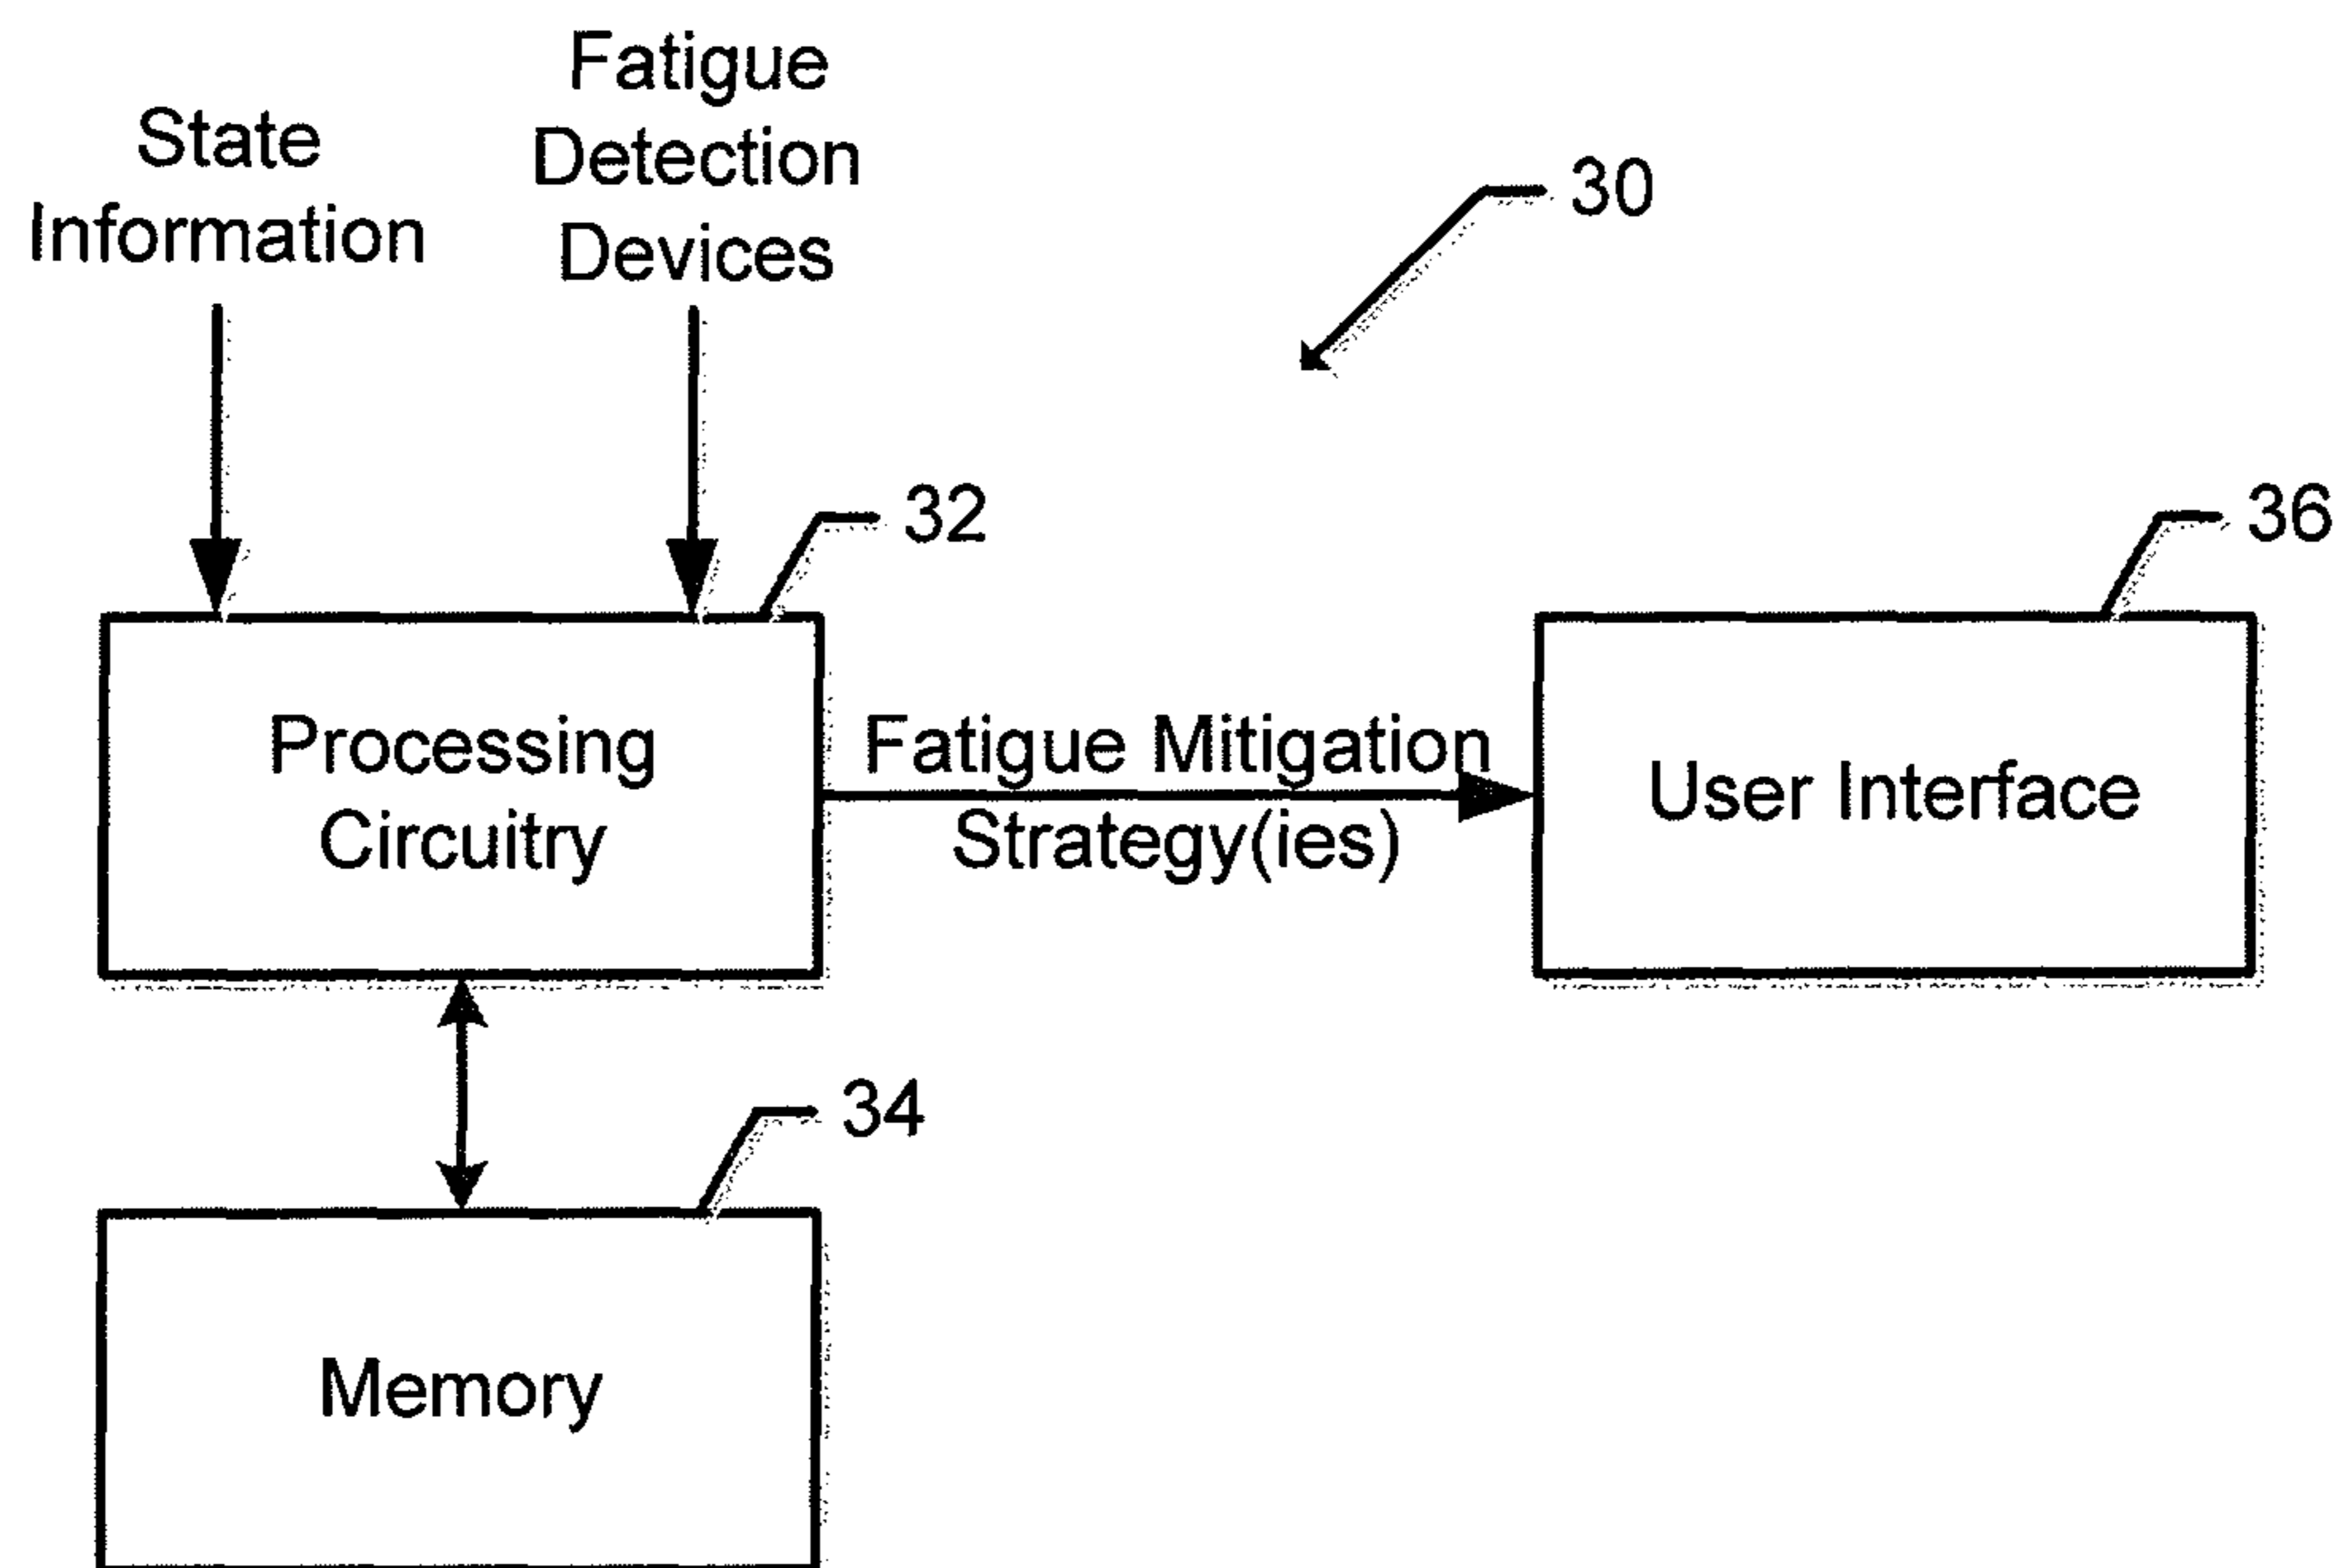 State
Information
Fatigue
Detection
Devices
30
32
36
Processing
Circuitry
Fatigue Mitigation
Strategy(ies)
User Interface
34
Memory